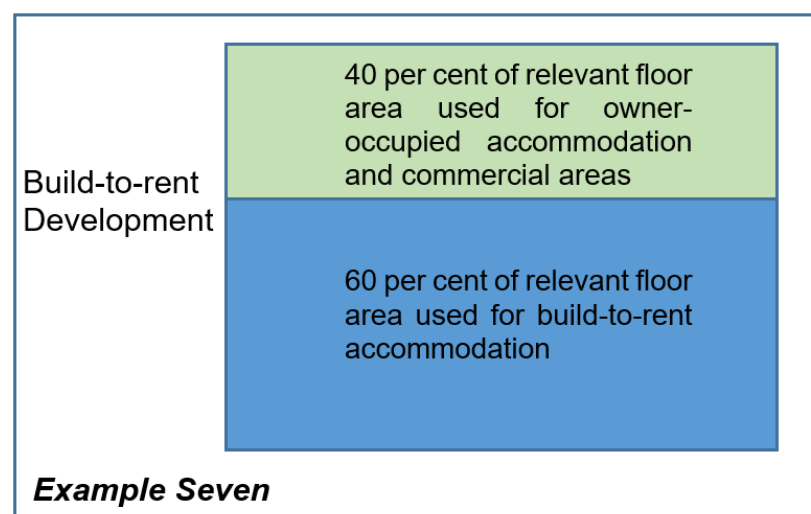 40 per cent of relevant floor
area used for owner-
occupied accommodation
and commercial areas
Build-to-rent
Development
60 per cent of relevant floor
area used for build-to-rent
accommodation
Example Seven